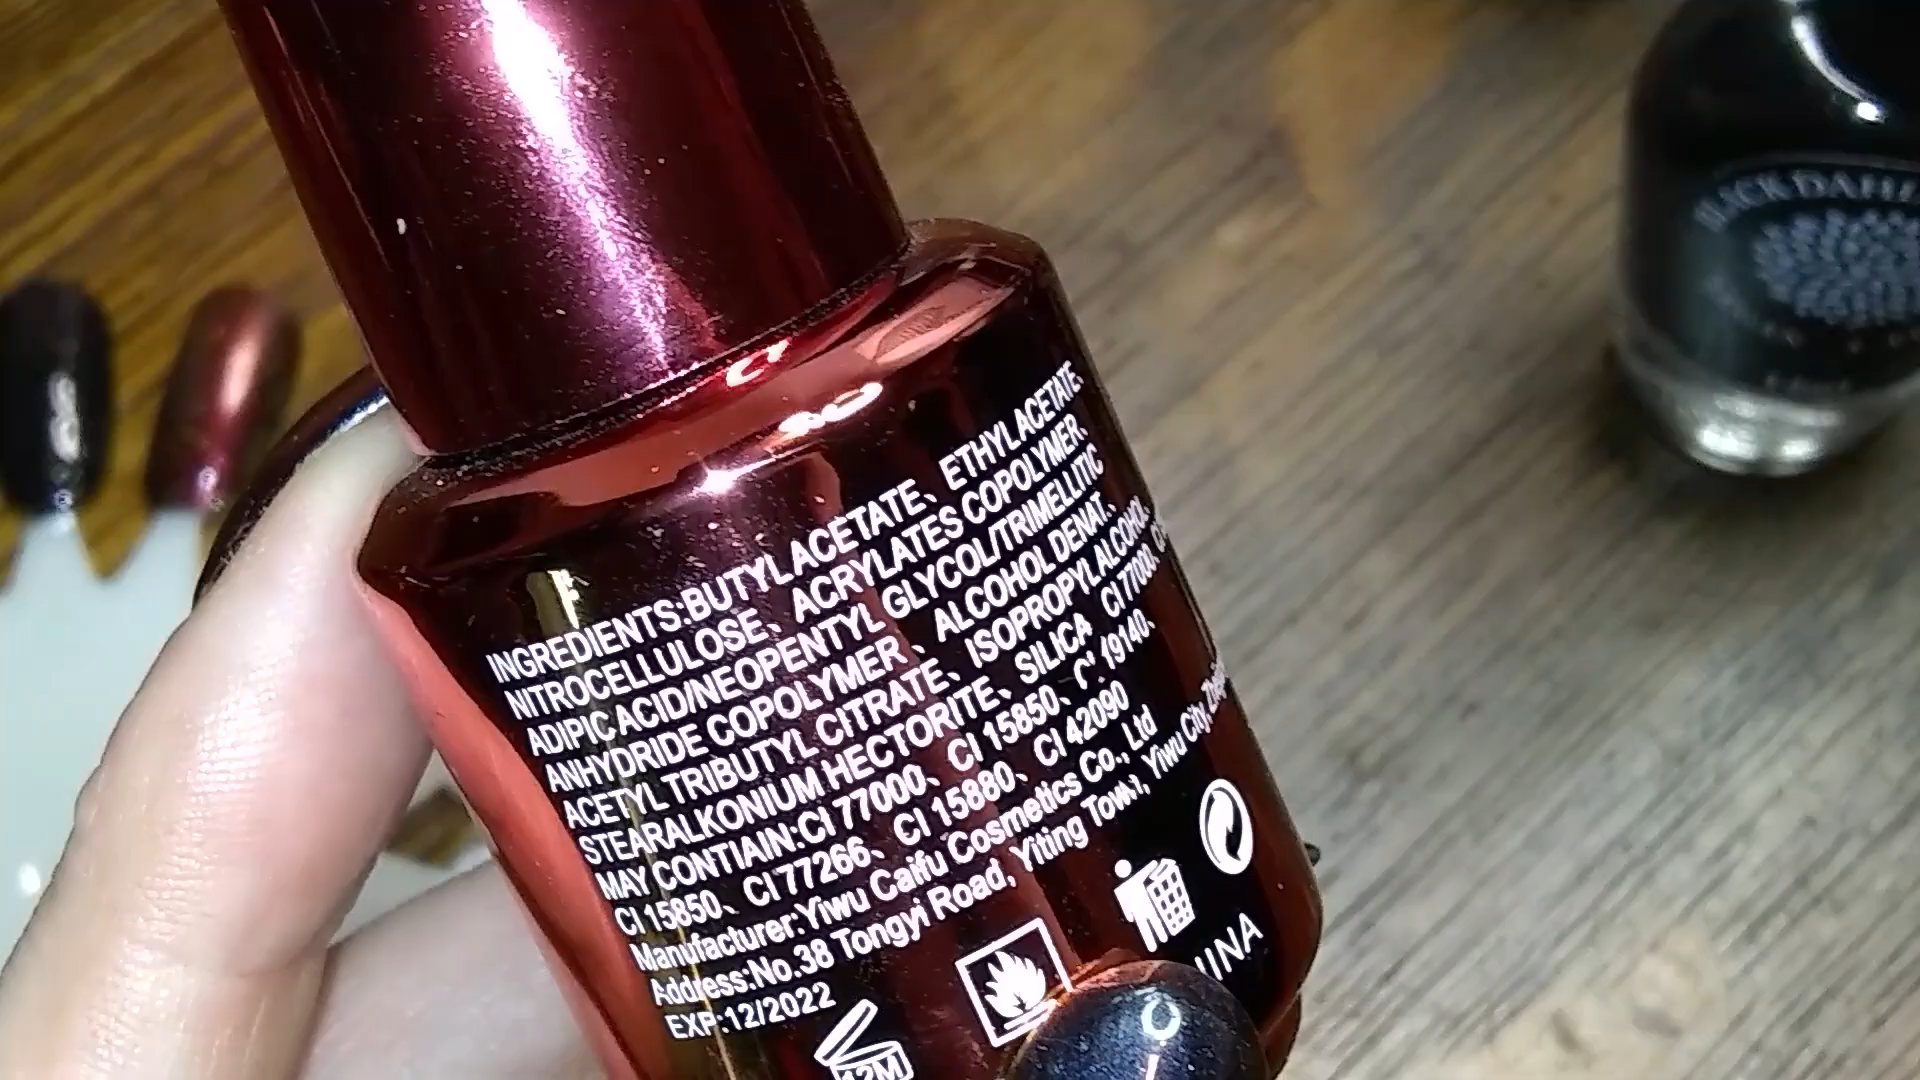 INGREDIENTS:BUTYL ACETATE、 ETHYL ACETATE、
NITROCELLULOSE、 ACRYLATES COPOLYMER、
ADIPIC ACID/NEOPENTYL GLYCOL/TRIMELLITIC
ANHYDRIDE COPOLYMER 、 ALCOHOL DENAT.、
ACETYL TRIBUTYL CITRATE、 ISOPROPYL ALCOHOL
STEARALKONIUM HECTORITE、 SILICA CI 77000、
MAY CONTIAIN:CI 77000、 CI 15850、 19140、
CI 15850、 CI 77266、 CI 15880、 CI 42090
Manufacturer:Yiwu Caifu Cosmetics Co., Ltd
Address:No.38 Tongyi Road, Yiting Town, Yiwu City,
EXP:12/2022
12M
BLACK DAHL